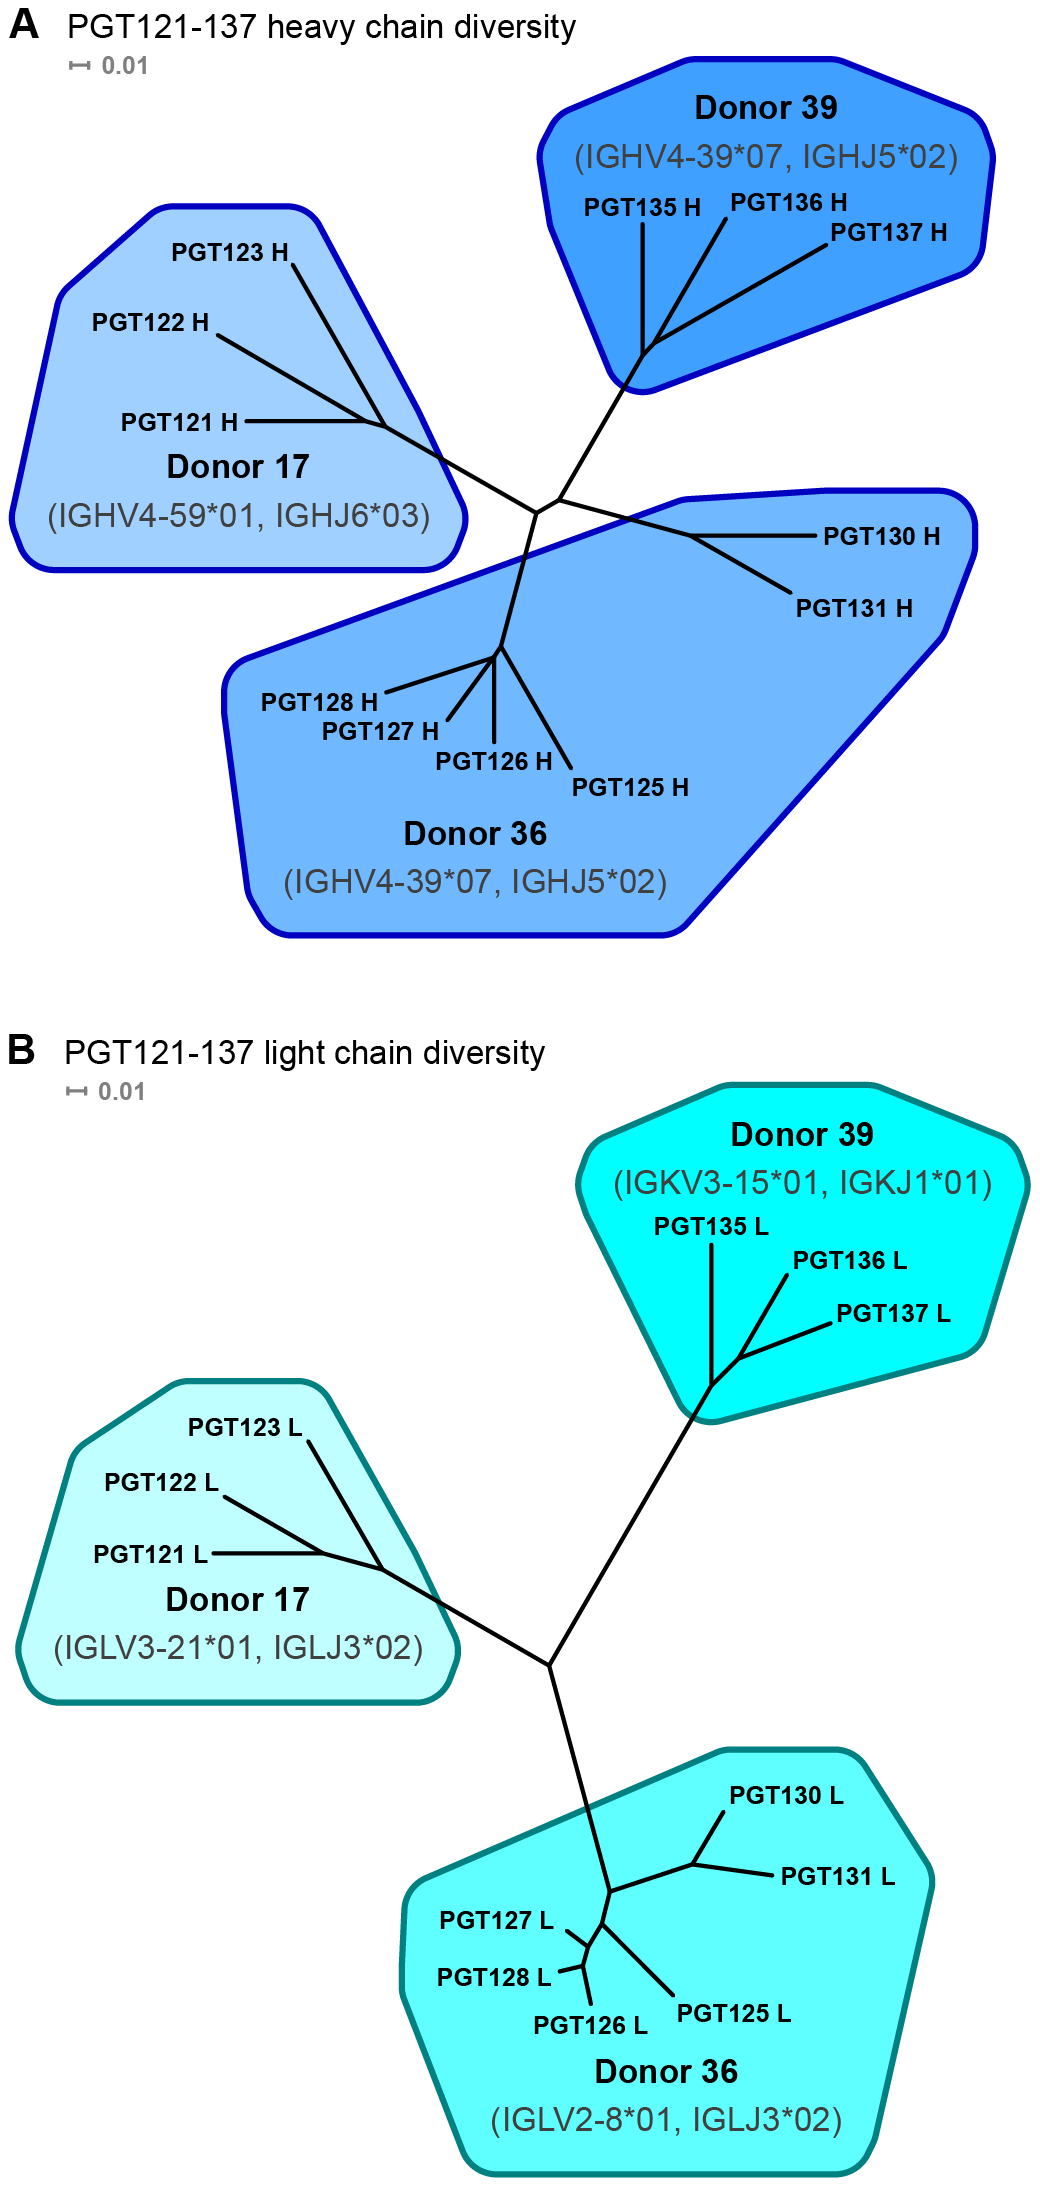 A PGT121-137 heavy chain diversity
0.01
Donor 39
(IGHV4-39*07, IGHJ5*02)
PGT135 H
PGT136 H
PGT137 H
PGT123 H
PGT122 H
PGT121 H
Donor 17
(IGHV4-59*01, IGHJ6*03)
PGT130 H
PGT131 H
PGT128 H
PGT127 H
PGT126 H
PGT125 H
Donor 36
(IGHV4-39*07, IGHJ5*02)
B PGT121-137 light chain diversity
0.01
Donor 39
(IGKV3-15*01, IGKJ1*01)
PGT135 L
PGT136 L
PGT137 L
PGT123 L
PGT122 L
PGT121 L
Donor 17
(IGLV3-21*01, IGLJ3*02)
PGT130 L
PGT131 L
PGT127 L
PGT128 L
PGT126 L
PGT125 L
Donor 36
(IGLV2-8*01, IGLJ3*02)